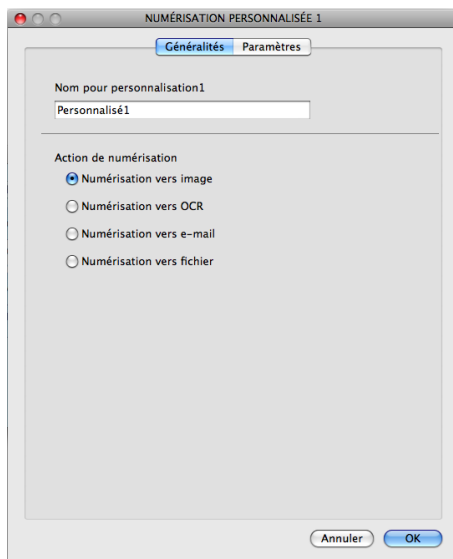 NUMÉRISATION PERSONNALISÉE 1
Généralités Paramètres
Nom pour personnalisation1
Personnalisé1
Action de numérisation
Numérisation vers image
Numérisation vers OCR
Numérisation vers e-mail
Numérisation vers fichier
Annuler OK